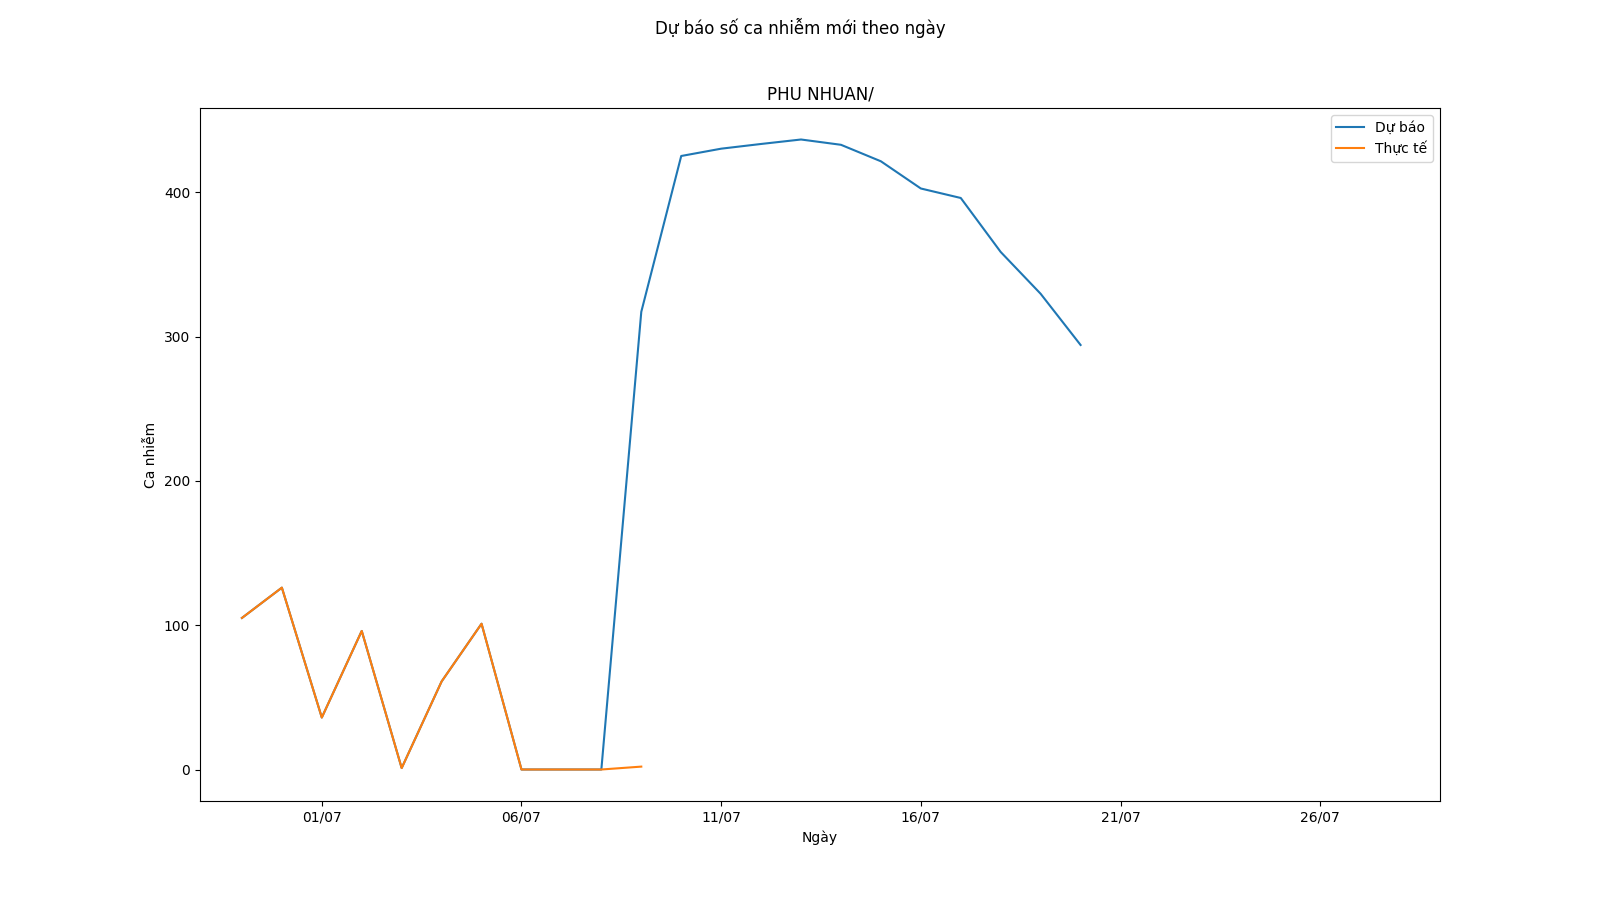 Dự báo số ca nhiễm mới theo ngày
PHU NHUAN/
Dự báo
Thực tế
400
300
200
100
0
Ca nhiễm
01/07
06/07
11/07
16/07
21/07
26/07
Ngày